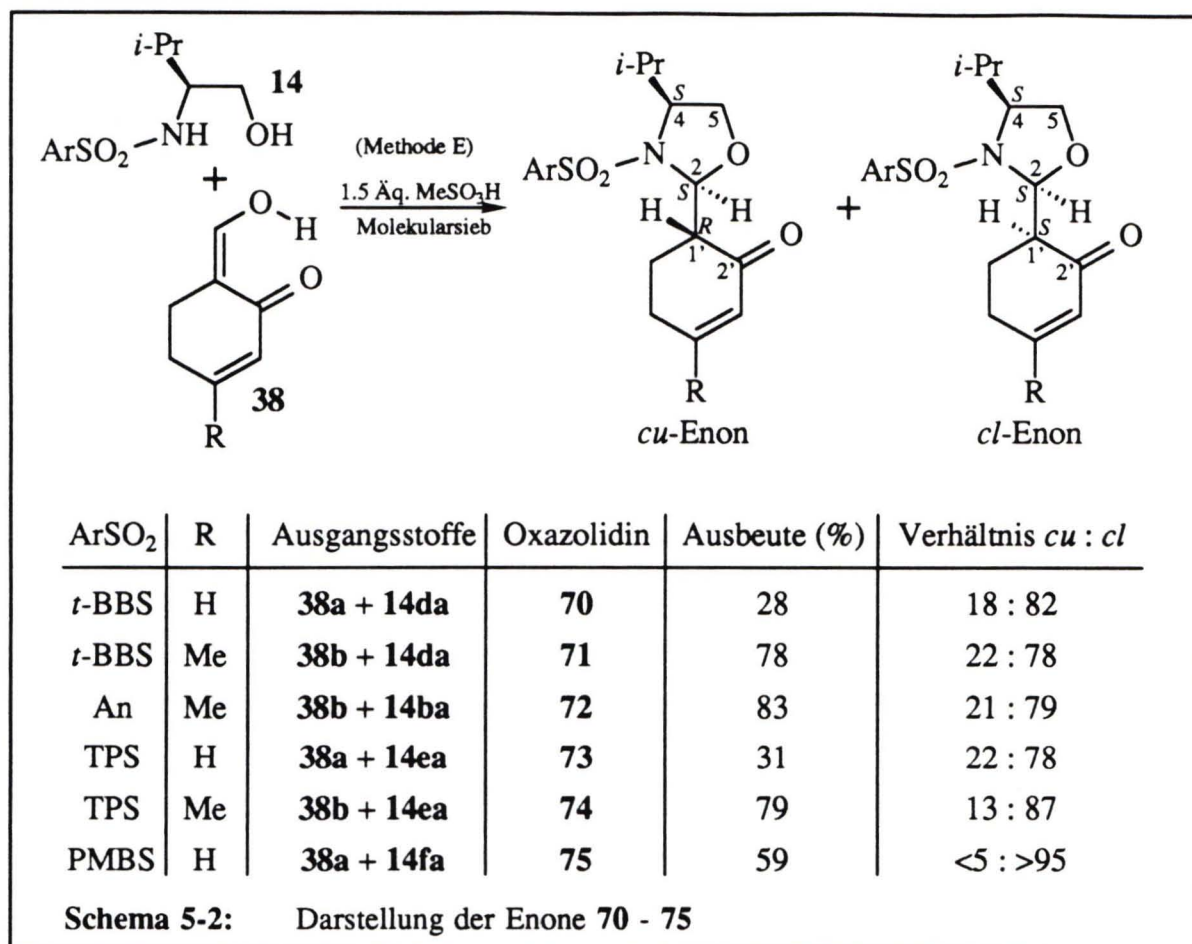 i-Pr
14
NH
OH
ArSO2
+
O
H
O
38
R
(Methode E)
1.5 Äq. MeSO3H
Molekularsieb
i-Pr
S
4
5
N
O
ArSO2
2
S
H
H
R
1'
2'
O
R
cu-Enon
+
i-Pr
S
4
5
N
O
ArSO2
2
S
H
H
S
1'
2'
O
R
cl-Enon
ArSO2 R Ausgangsstoffe Oxazolidin Ausbeute (%) Verhältnis cu : cl
t-BBS H 38a + 14da 70 28 18 : 82
t-BBS Me 38b + 14da 71 78 22 : 78
An Me 38b + 14ba 72 83 21 : 79
TPS H 38a + 14ea 73 31 22 : 78
TPS Me 38b + 14ea 74 79 13 : 87
PMBS H 38a + 14fa 75 59 <5 : >95
Schema 5-2: Darstellung der Enone 70 - 75